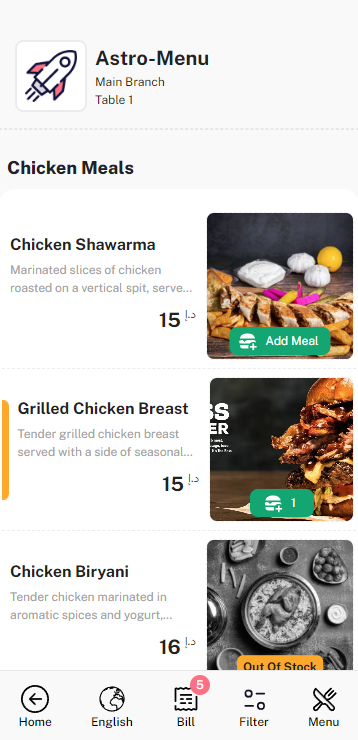 Astro-Menu
Main Branch
Table 1
Chicken Meals
Chicken Shawarma
Marinated slices of chicken
roasted on a vertical spit, serve...
15 د.إ
Add Meal
Grilled Chicken Breast
Tender grilled chicken breast
served with a side of seasonal...
15 د.إ
1
Chicken Biryani
Tender chicken marinated in
aromatic spices and yogurt,...
16 د.إ
Out Of Stock
5
Home
English
Bill
Filter
Menu